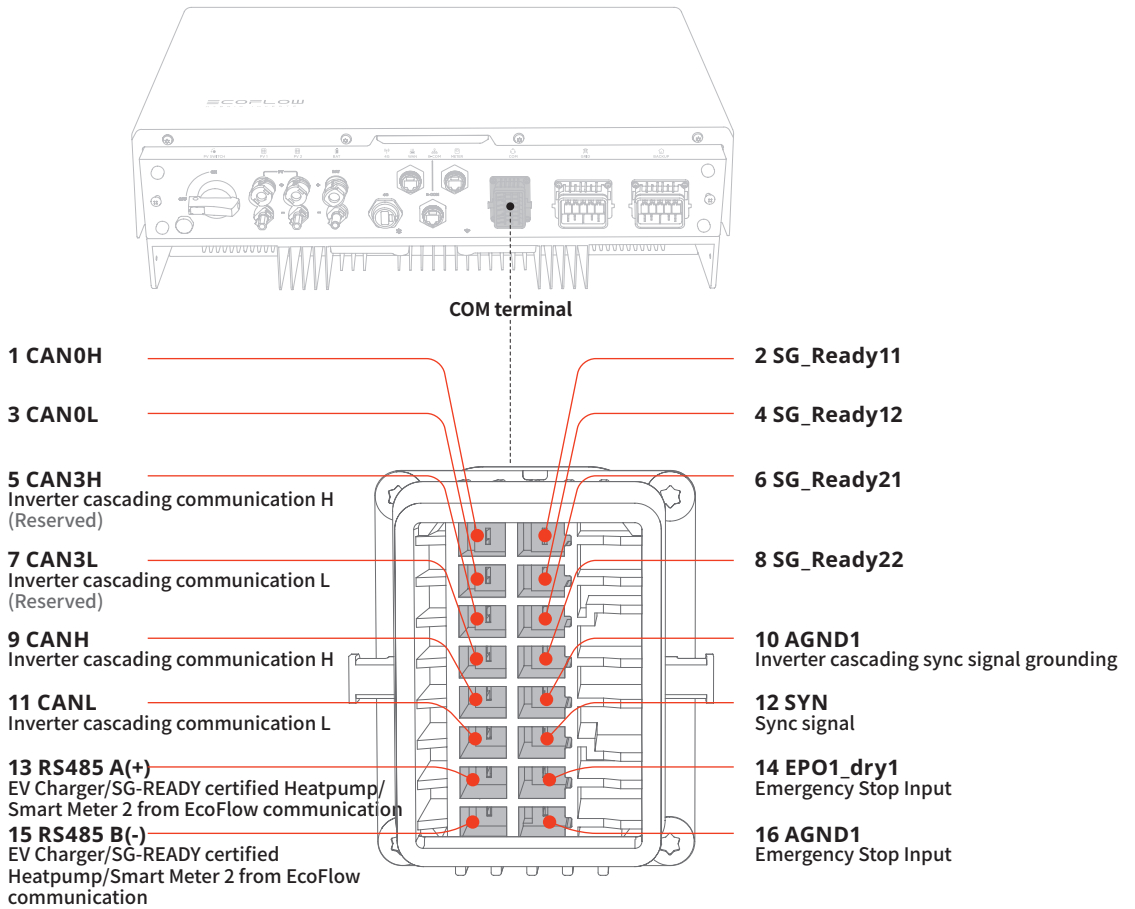 ECOFLOW
COM terminal
1 CAN0H
2 SG_Ready11
3 CAN0L
4 SG_Ready12
5 CAN3H
Inverter cascading communication H
(Reserved)
6 SG_Ready21
7 CAN3L
Inverter cascading communication L
(Reserved)
8 SG_Ready22
9 CANH
Inverter cascading communication H
10 AGND1
Inverter cascading sync signal grounding
11 CANL
Inverter cascading communication L
12 SYN
Sync signal
13 RS485 A(+)
EV Charger/SG-READY certified Heatpump/
Smart Meter 2 from EcoFlow communication
14 EPO1_dry1
Emergency Stop Input
15 RS485 B(-)
EV Charger/SG-READY certified
Heatpump/Smart Meter 2 from EcoFlow
communication
16 AGND1
Emergency Stop Input